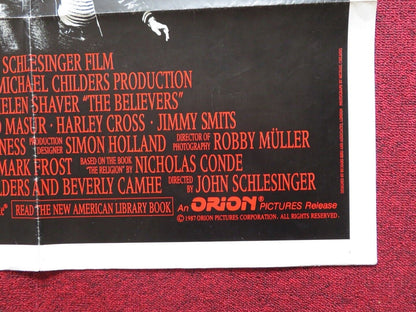 SCHLESINGER FILM
MICHAEL CHILDERS PRODUCTION
HELEN SHAVER "THE BELIEVERS"
MASUR · HARLEY CROSS · JIMMY SMITS
NESS PRODUCTION DESIGNER SIMON HOLLAND DIRECTOR OF PHOTOGRAPHY ROBBY MÜLLER
MARK FROST BASED ON THE BOOK "THE RELIGION" BY NICHOLAS CONDE
LDERS AND BEVERLY CAMHE DIRECTED BY JOHN SCHLESINGER
READ THE NEW AMERICAN LIBRARY BOOK An ORION® PICTURES Release
©1987 ORION PICTURES CORPORATION. ALL RIGHTS RESERVED.